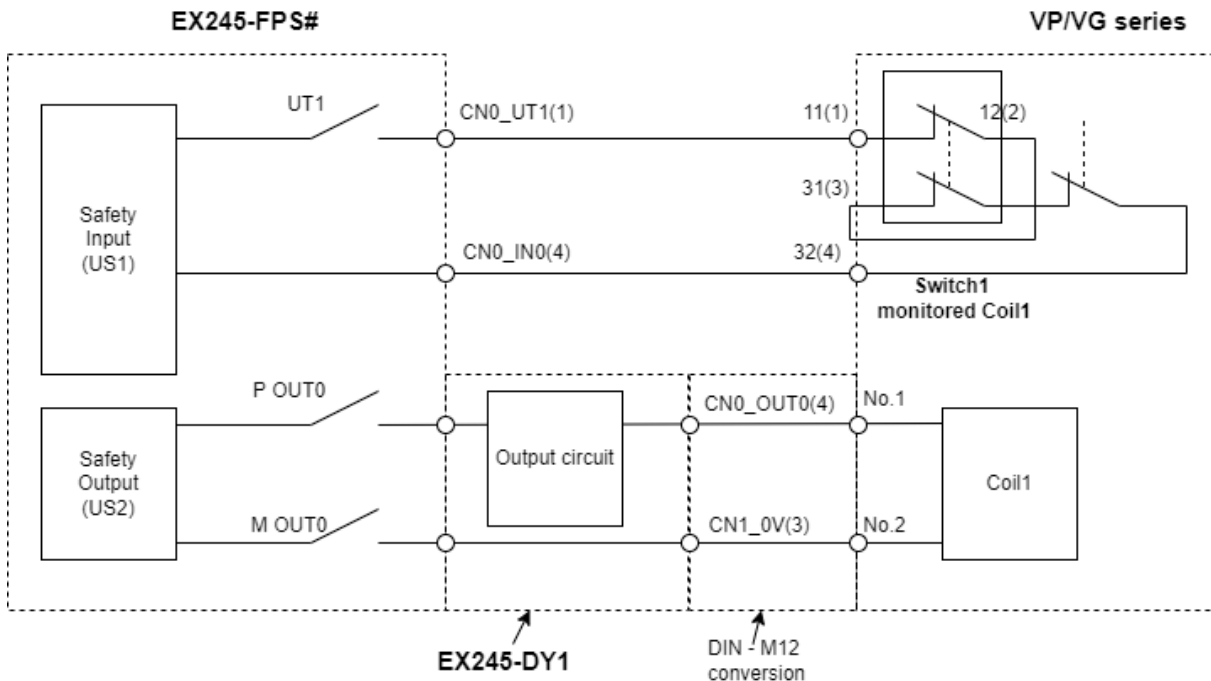 EX245-FPS#
VP/VG series
UT1
CN0_UT1(1)
11(1)
12(2)
31(3)
Safety
Input
(US1)
CN0_IN0(4)
32(4)
Switch1
monitored Coil1
P OUT0
CN0_OUT0(4)
No.1
Safety
Output
(US2)
Output circuit
Coil1
M OUT0
CN1_0V(3)
No.2
EX245-DY1
DIN - M12
conversion